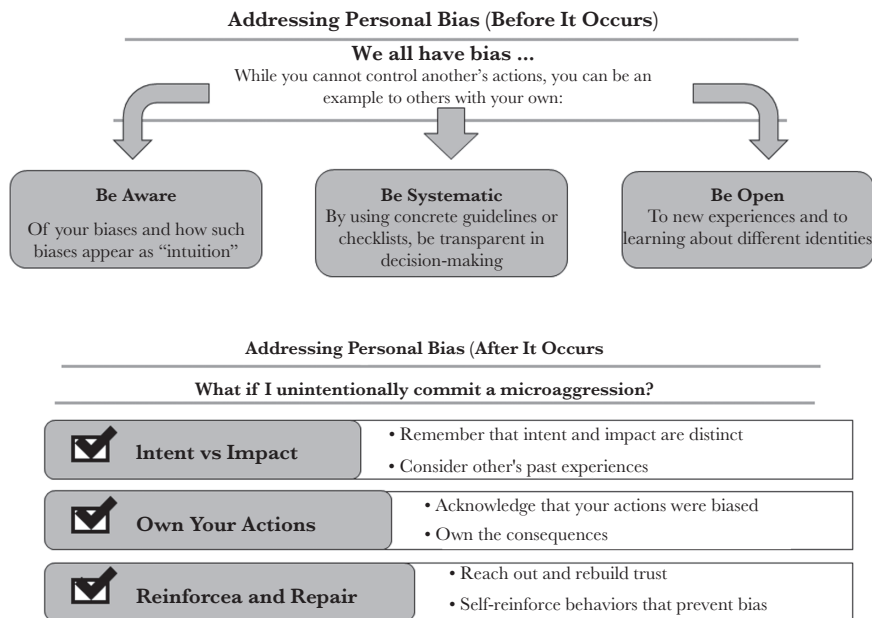 Addressing Personal Bias (Before It Occurs)
We all have bias ...
While you cannot control another’s actions, you can be an
example to others with your own:
Be Aware
Of your biases and how such
biases appear as “intuition”
Be Systematic
By using concrete guidelines or
checklists, be transparent in
decision-making
Be Open
To new experiences and to
learning about different identities
Addressing Personal Bias (After It Occurs
What if I unintentionally commit a microaggression?
Intent vs Impact
• Remember that intent and impact are distinct
• Consider other's past experiences
Own Your Actions
• Acknowledge that your actions were biased
• Own the consequences
Reinforcea and Repair
• Reach out and rebuild trust
• Self-reinforce behaviors that prevent bias